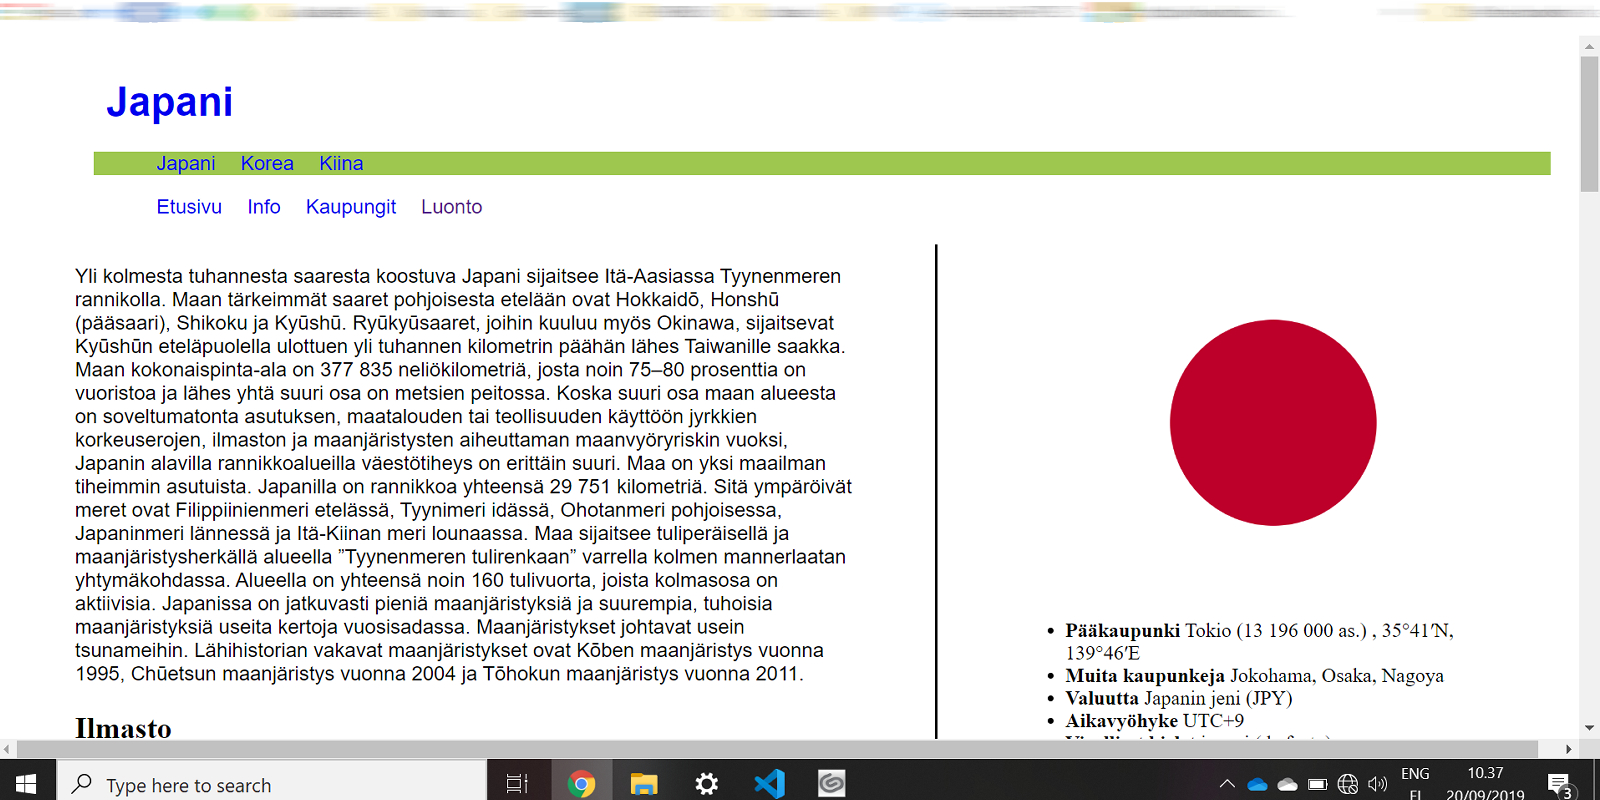 Japani
Japani Korea Kiina
Etusivu Info Kaupungit Luonto
Yli kolmesta tuhannesta saaresta koostuva Japani sijaitsee Itä-Aasiassa Tyynenmeren
rannikolla. Maan tärkeimmät saaret pohjoisesta etelään ovat Hokkaidō, Honshū
(pääsaari), Shikoku ja Kyūshū. Ryūkyūsaaret, joihin kuuluu myös Okinawa, sijaitsevat
Kyūshūn eteläpuolella ulottuen yli tuhannen kilometrin päähän lähes Taiwanille saakka.
Maan kokonaispinta-ala on 377 835 neliökilometriä, josta noin 75–80 prosenttia on
vuoristoa ja lähes yhtä suuri osa on metsien peitossa. Koska suuri osa maan alueesta
on soveltumatonta asutuksen, maatalouden tai teollisuuden käyttöön jyrkkien
korkeuserojen, ilmaston ja maanjäristysten aiheuttaman maanvyöryriskin vuoksi,
Japanin alavilla rannikkoalueilla väestötiheys on erittäin suuri. Maa on yksi maailman
tiheimmin asutuista. Japanilla on rannikkoa yhteensä 29 751 kilometriä. Sitä ympäröivät
meret ovat Filippiinienmeri etelässä, Tyynimeri idässä, Ohotanmeri pohjoisessa,
Japaninmeri lännessä ja Itä-Kiinan meri lounaassa. Maa sijaitsee tuliperäisellä ja
maanjäristysherkällä alueella ”Tyynenmeren tulirenkaan” varrella kolmen mannerlaatan
yhtymäkohdassa. Alueella on yhteensä noin 160 tulivuorta, joista kolmasosa on
aktiivisia. Japanissa on jatkuvasti pieniä maanjäristyksiä ja suurempia, tuhoisia
maanjäristyksiä useita kertoja vuosisadassa. Maanjäristykset johtavat usein
tsunameihin. Lähihistorian vakavat maanjäristykset ovat Kōben maanjäristys vuonna
1995, Chūetsun maanjäristys vuonna 2004 ja Tōhokun maanjäristys vuonna 2011.
Ilmasto
• Pääkaupunki Tokio (13 196 000 as.) , 35°41′N,
139°46′E
• Muita kaupunkeja Jokohama, Osaka, Nagoya
• Valuutta Japanin jeni (JPY)
• Aikavyöhyke UTC+9
Type here to search
ENG
FI
10.37
20/09/2019
3